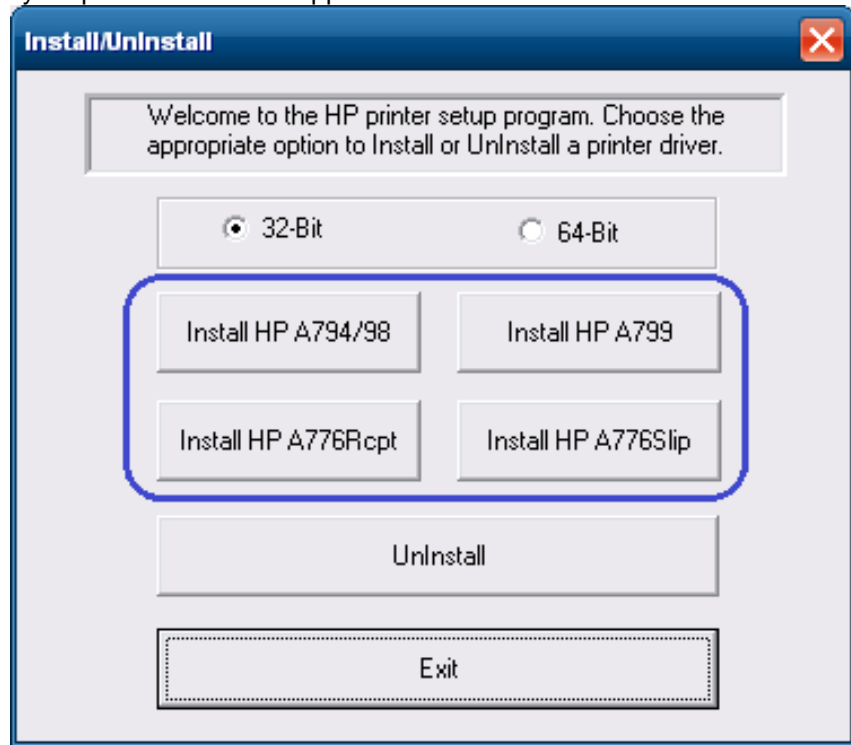 Install/UnInstall
Welcome to the HP printer setup program. Choose the
appropriate option to Install or UnInstall a printer driver.
32-Bit 64-Bit
Install HP A794/98 Install HP A799
Install HP A776Rcpt Install HP A776Slip
UnInstall
Exit